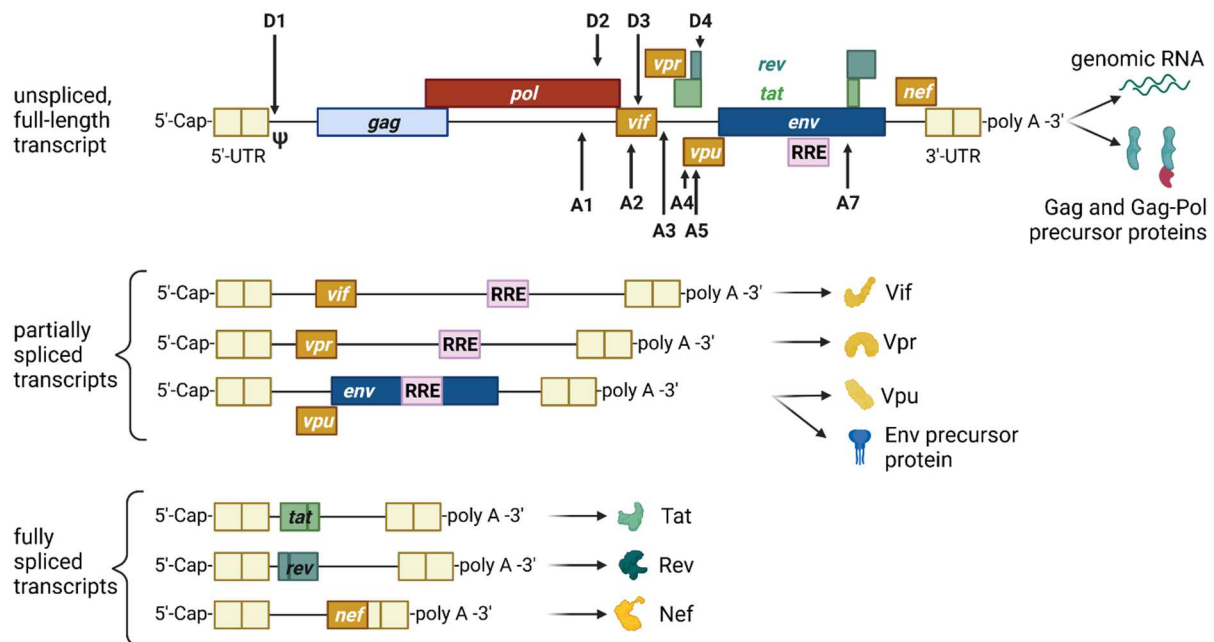 D1
D2
D3
D4
vpr
rev
genomic RNA
unspliced,
full-length
transcript
pol
tat
nef
5'-Cap-
gag
vif
env
-poly A -3'
5'-UTR
Ψ
vpu
RRE
3'-UTR
A1
A2
A3
A4
A5
A7
Gag and Gag-Pol
precursor proteins
partially
spliced
transcripts
5'-Cap-
vif
RRE
-poly A -3'
Vif
5'-Cap-
vpr
RRE
-poly A -3'
Vpr
5'-Cap-
env
RRE
-poly A -3'
vpu
Vpu
Env precursor
protein
fully
spliced
transcripts
5'-Cap-
tat
-poly A -3'
Tat
5'-Cap-
rev
-poly A -3'
Rev
5'-Cap-
nef
-poly A -3'
Nef